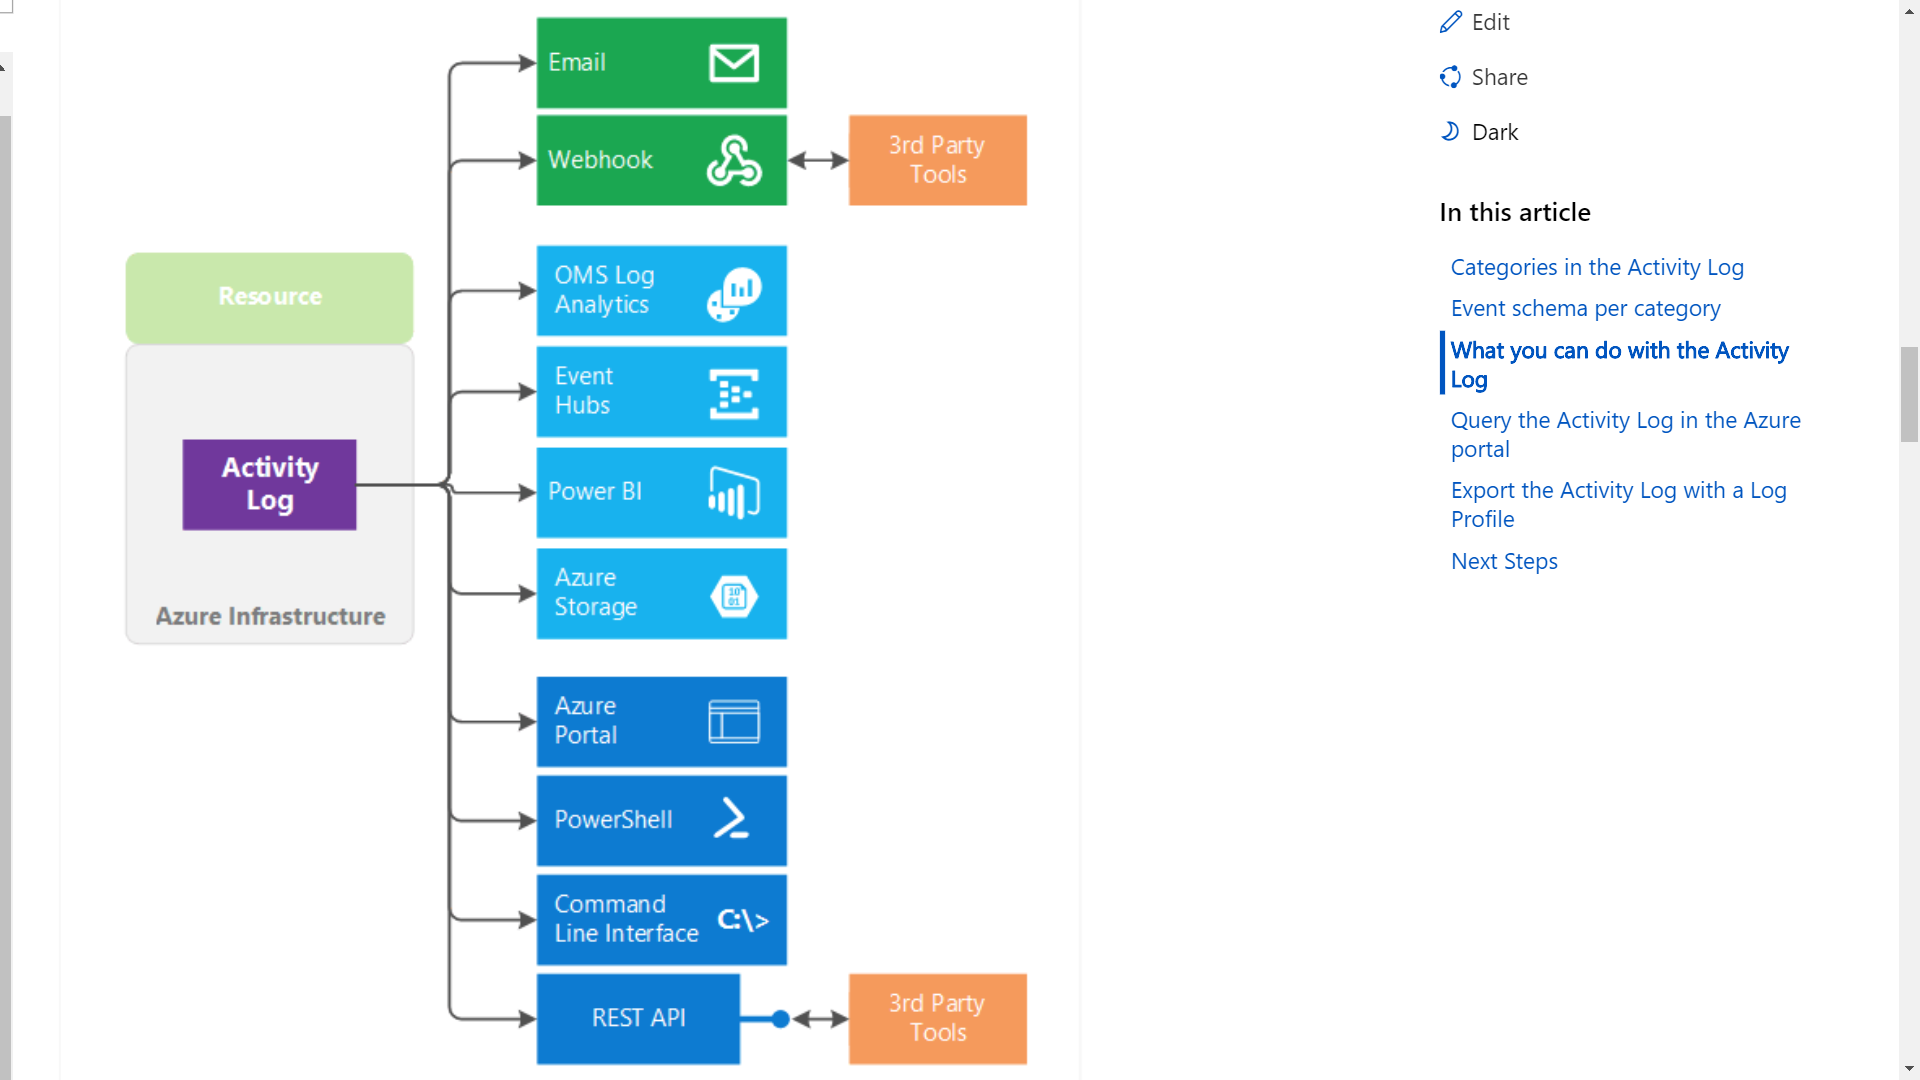 Email
Webhook
3rd Party
Tools
Resource
OMS Log
Analytics
Event
Hubs
Activity
Log
Power BI
Azure
Storage
10
01
Azure Infrastructure
Azure
Portal
PowerShell
Command
Line Interface
C:\>
REST API
3rd Party
Tools
Edit
Share
Dark
In this article
Categories in the Activity Log
Event schema per category
What you can do with the Activity
Log
Query the Activity Log in the Azure
portal
Export the Activity Log with a Log
Profile
Next Steps